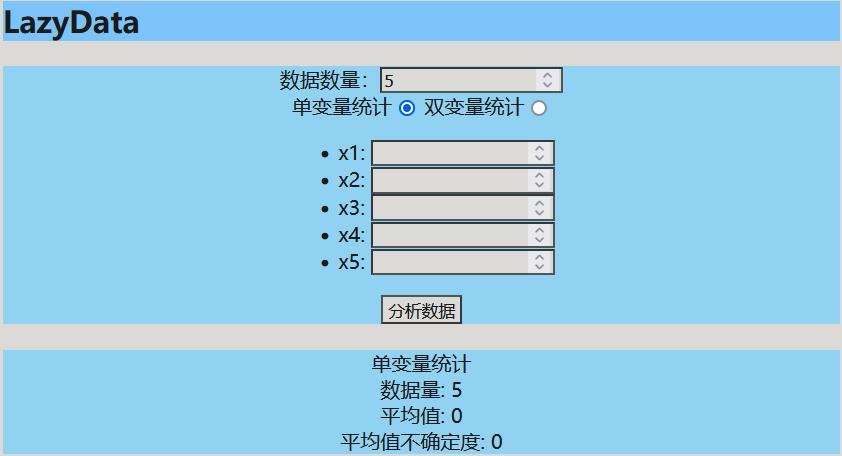 LazyData
数据数量： 5
单变量统计 双变量统计
x1:
x2:
x3:
x4:
x5:
分析数据
单变量统计
数据量: 5
平均值: 0
平均值不确定度: 0